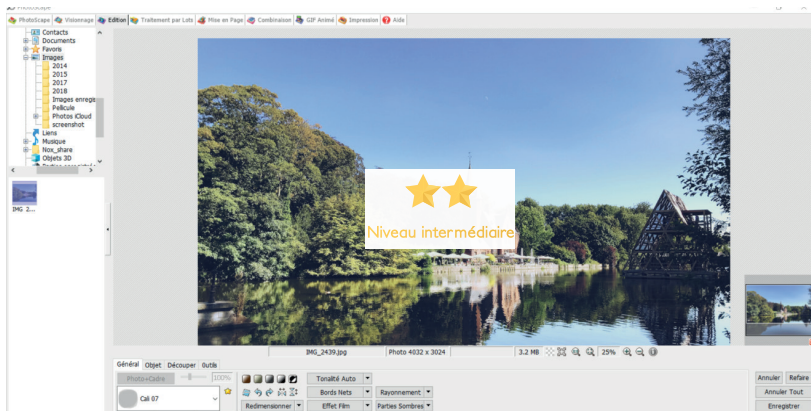 PhotoScape
PhotoScape Visionnage Edition Traitement par Lots Mise en Page Combinaison GIF Animé Impression Aide
Contacts
Documents
Favoris
Images
2014
2015
2017
2018
Images enregis
Pellicule
Photos iCloud
screenshot
Liens
Musique
Nox_share
Objets 3D
IMG 2...
Niveau intermédiaire
IMG_2439.jpg Photo 4032 x 3024 3.2 MB 25%
Général Objet Découper Outils
Photo+Cadre 100% Tonalité Auto
Cali 07 Bords Nets Rayonnement
Redimensionner Effet Film Parties Sombres
Annuler Refaire
Annuler Tout
Enregistrer